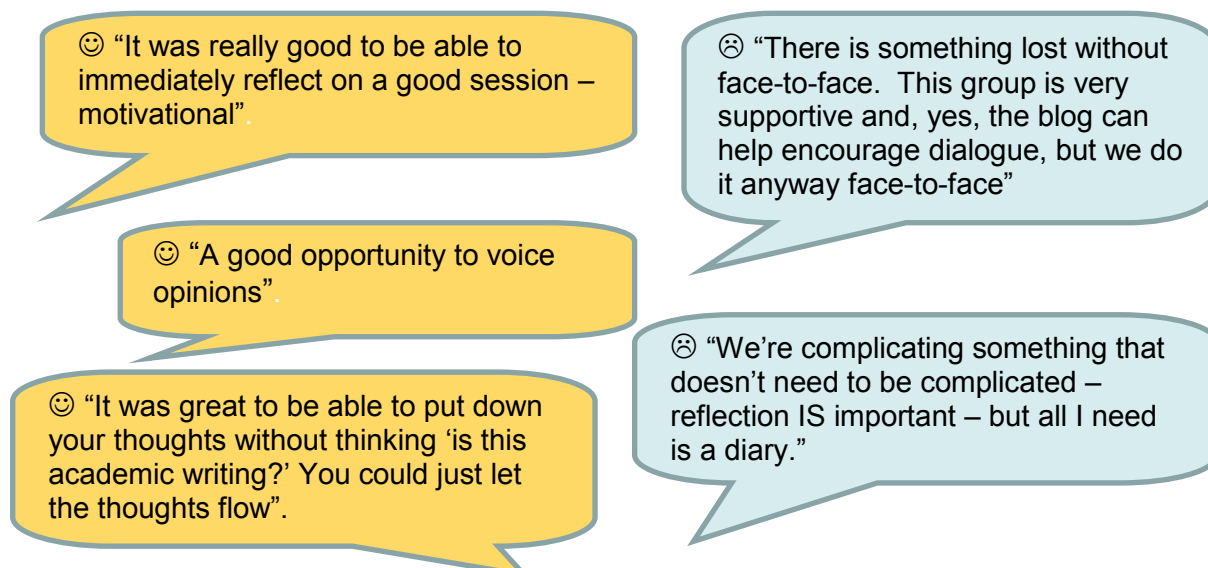 ☺ “It was really good to be able to
immediately reflect on a good session –
motivational”.
☺ “A good opportunity to voice
opinions”.
☺ “It was great to be able to put down
your thoughts without thinking ‘is this
academic writing?’ You could just let
the thoughts flow”.
☹ “There is something lost without
face-to-face.  This group is very
supportive and, yes, the blog can
help encourage dialogue, but we do
it anyway face-to-face”
☹ “We’re complicating something that
doesn’t need to be complicated –
reflection IS important – but all I need
is a diary.”